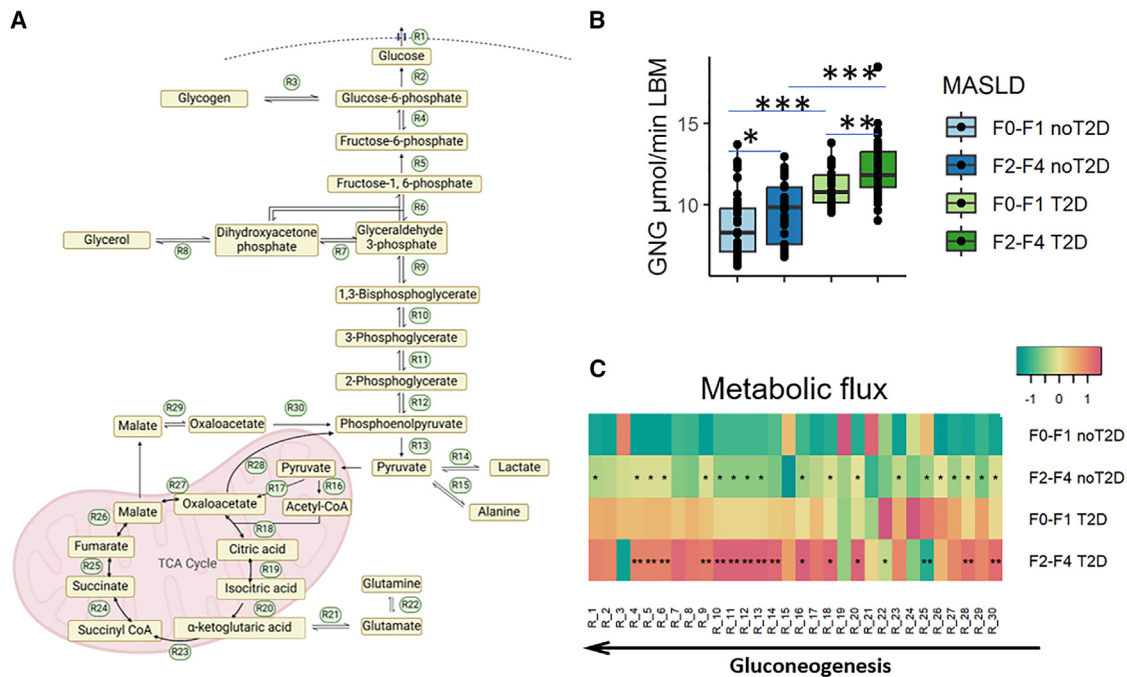 A
R1
Glucose
R2
R3
Glycogen
Glucose-6-phosphate
R4
Fructose-6-phosphate
R5
Fructose-1, 6-phosphate
R6
Glycerol
R8
Dihydroxyacetone
phosphate
R7
Glyceraldehyde
3-phosphate
R9
1,3-Bisphosphoglycerate
R10
3-Phosphoglycerate
R11
2-Phosphoglycerate
R12
R29
R30
Malate
Oxaloacetate
Phosphoenolpyruvate
R13
R28
Pyruvate
Pyruvate
R14
Lactate
R17
R16
R15
R27
Oxaloacetate
Acetyl-CoA
Alanine
Malate
R26
R18
Fumarate
TCA Cycle
Citric acid
R25
R19
Succinate
Isocitric acid
Glutamine
R24
R20
R22
Succinyl CoA
α-ketoglutaric acid
R21
Glutamate
R23
B
GNG μmol/min LBM
15
10
***
***
*
**
MASLD
F0-F1 noT2D
F2-F4 noT2D
F0-F1 T2D
F2-F4 T2D
C
Metabolic flux
-1 0 1
F0-F1 noT2D
* * * * * * * * * * * * * * * * *
F2-F4 noT2D
F0-F1 T2D
F2-F4 T2D
R_1 R_2 R_3 R_4 R_5 R_6 R_7 R_8 R_9 R_10 R_11 R_12 R_13 R_14 R_15 R_16 R_17 R_18 R_19 R_20 R_21 R_22 R_23 R_24 R_25 R_26 R_27 R_28 R_29 R_30
Gluconeogenesis